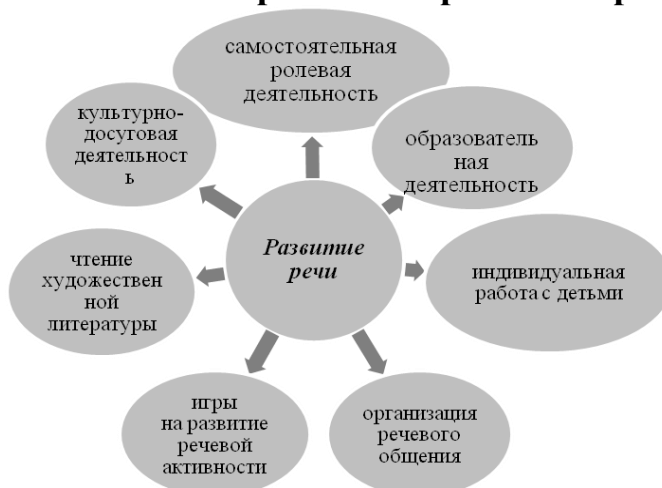 самостоятельная
ролевая
деятельность
образователь
ная
деятельность
индивидуальная
работа с детьми
организация
речевого
общения
игры
на развитие
речевой
активности
чтение
художествен
ной
литературы
культурно-
досуговая
деятельност
ь
Развитие
речи